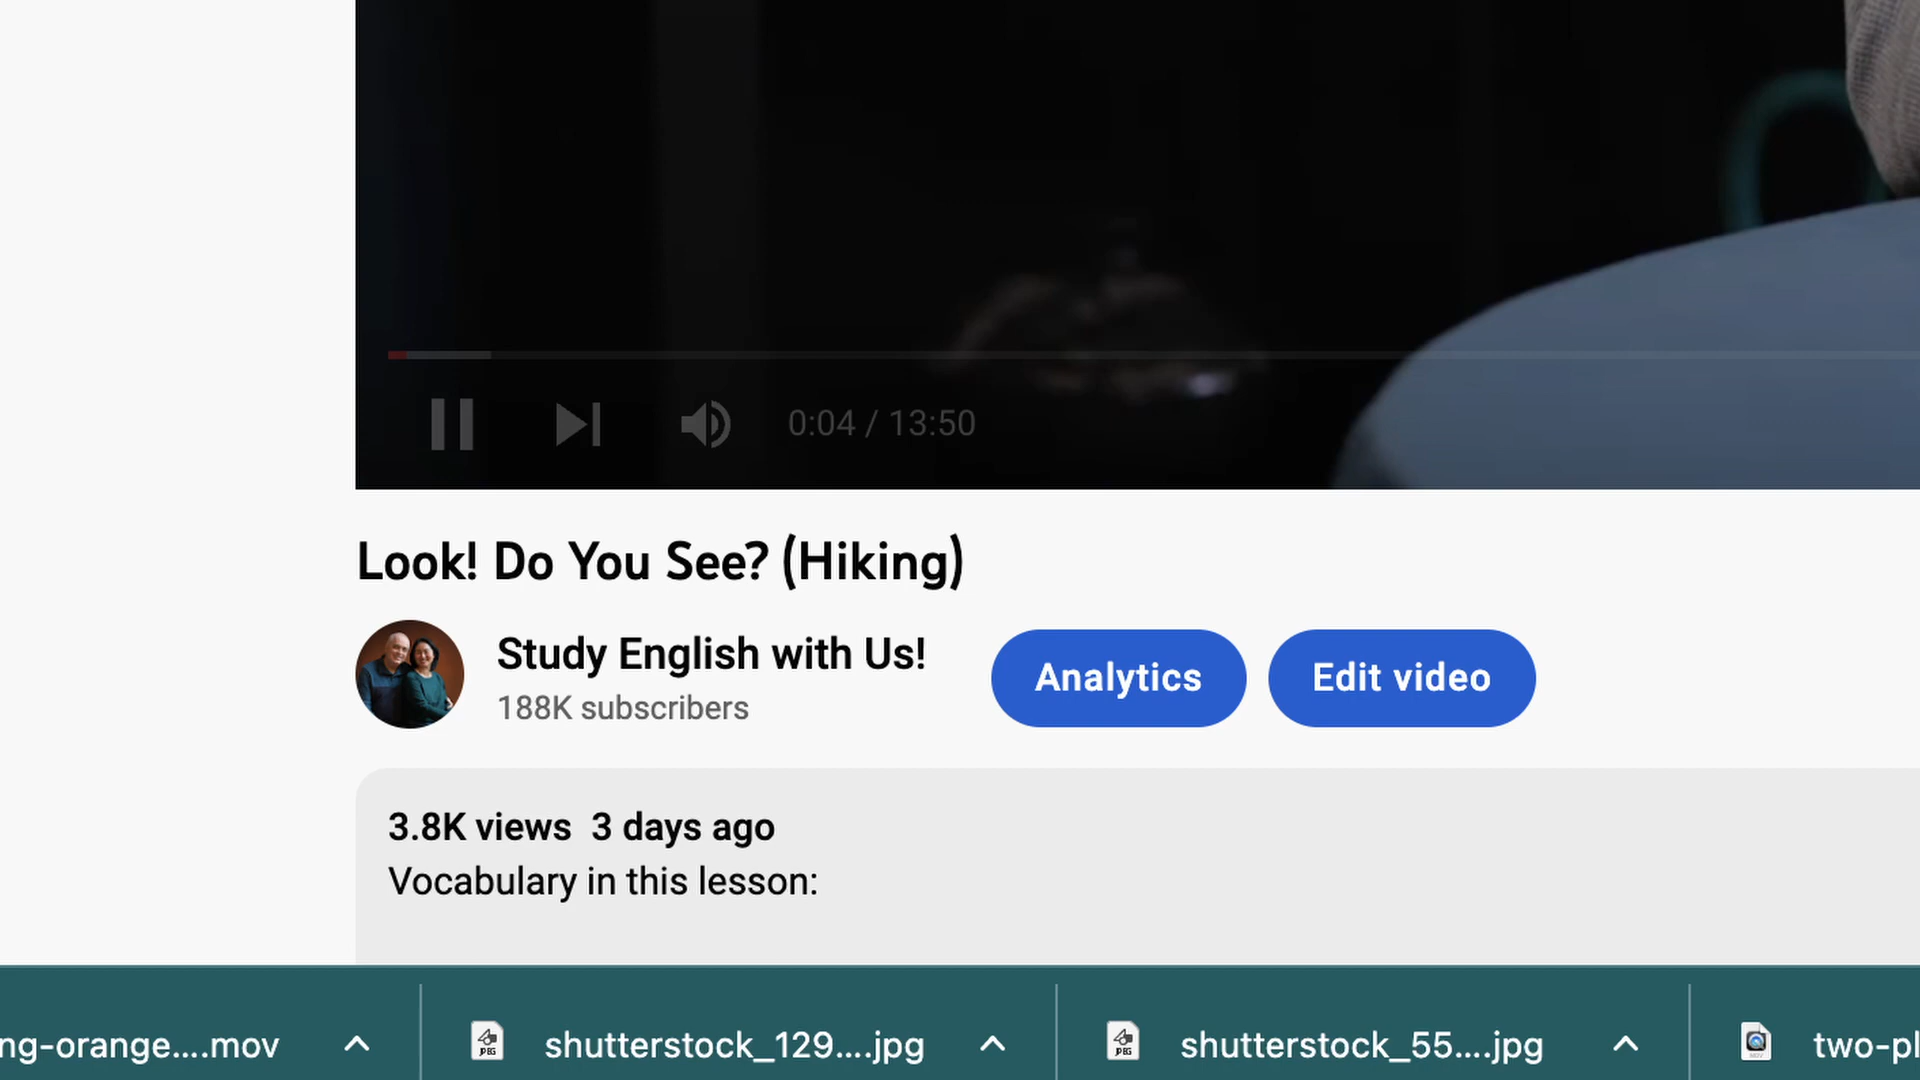 0:04 / 13:50
Look! Do You See? (Hiking)
Study English with Us!
188K subscribers
Analytics
Edit video
3.8K views 3 days ago
Vocabulary in this lesson:
ng-orange....mov
shutterstock_129....jpg
shutterstock_55....jpg
two-pl